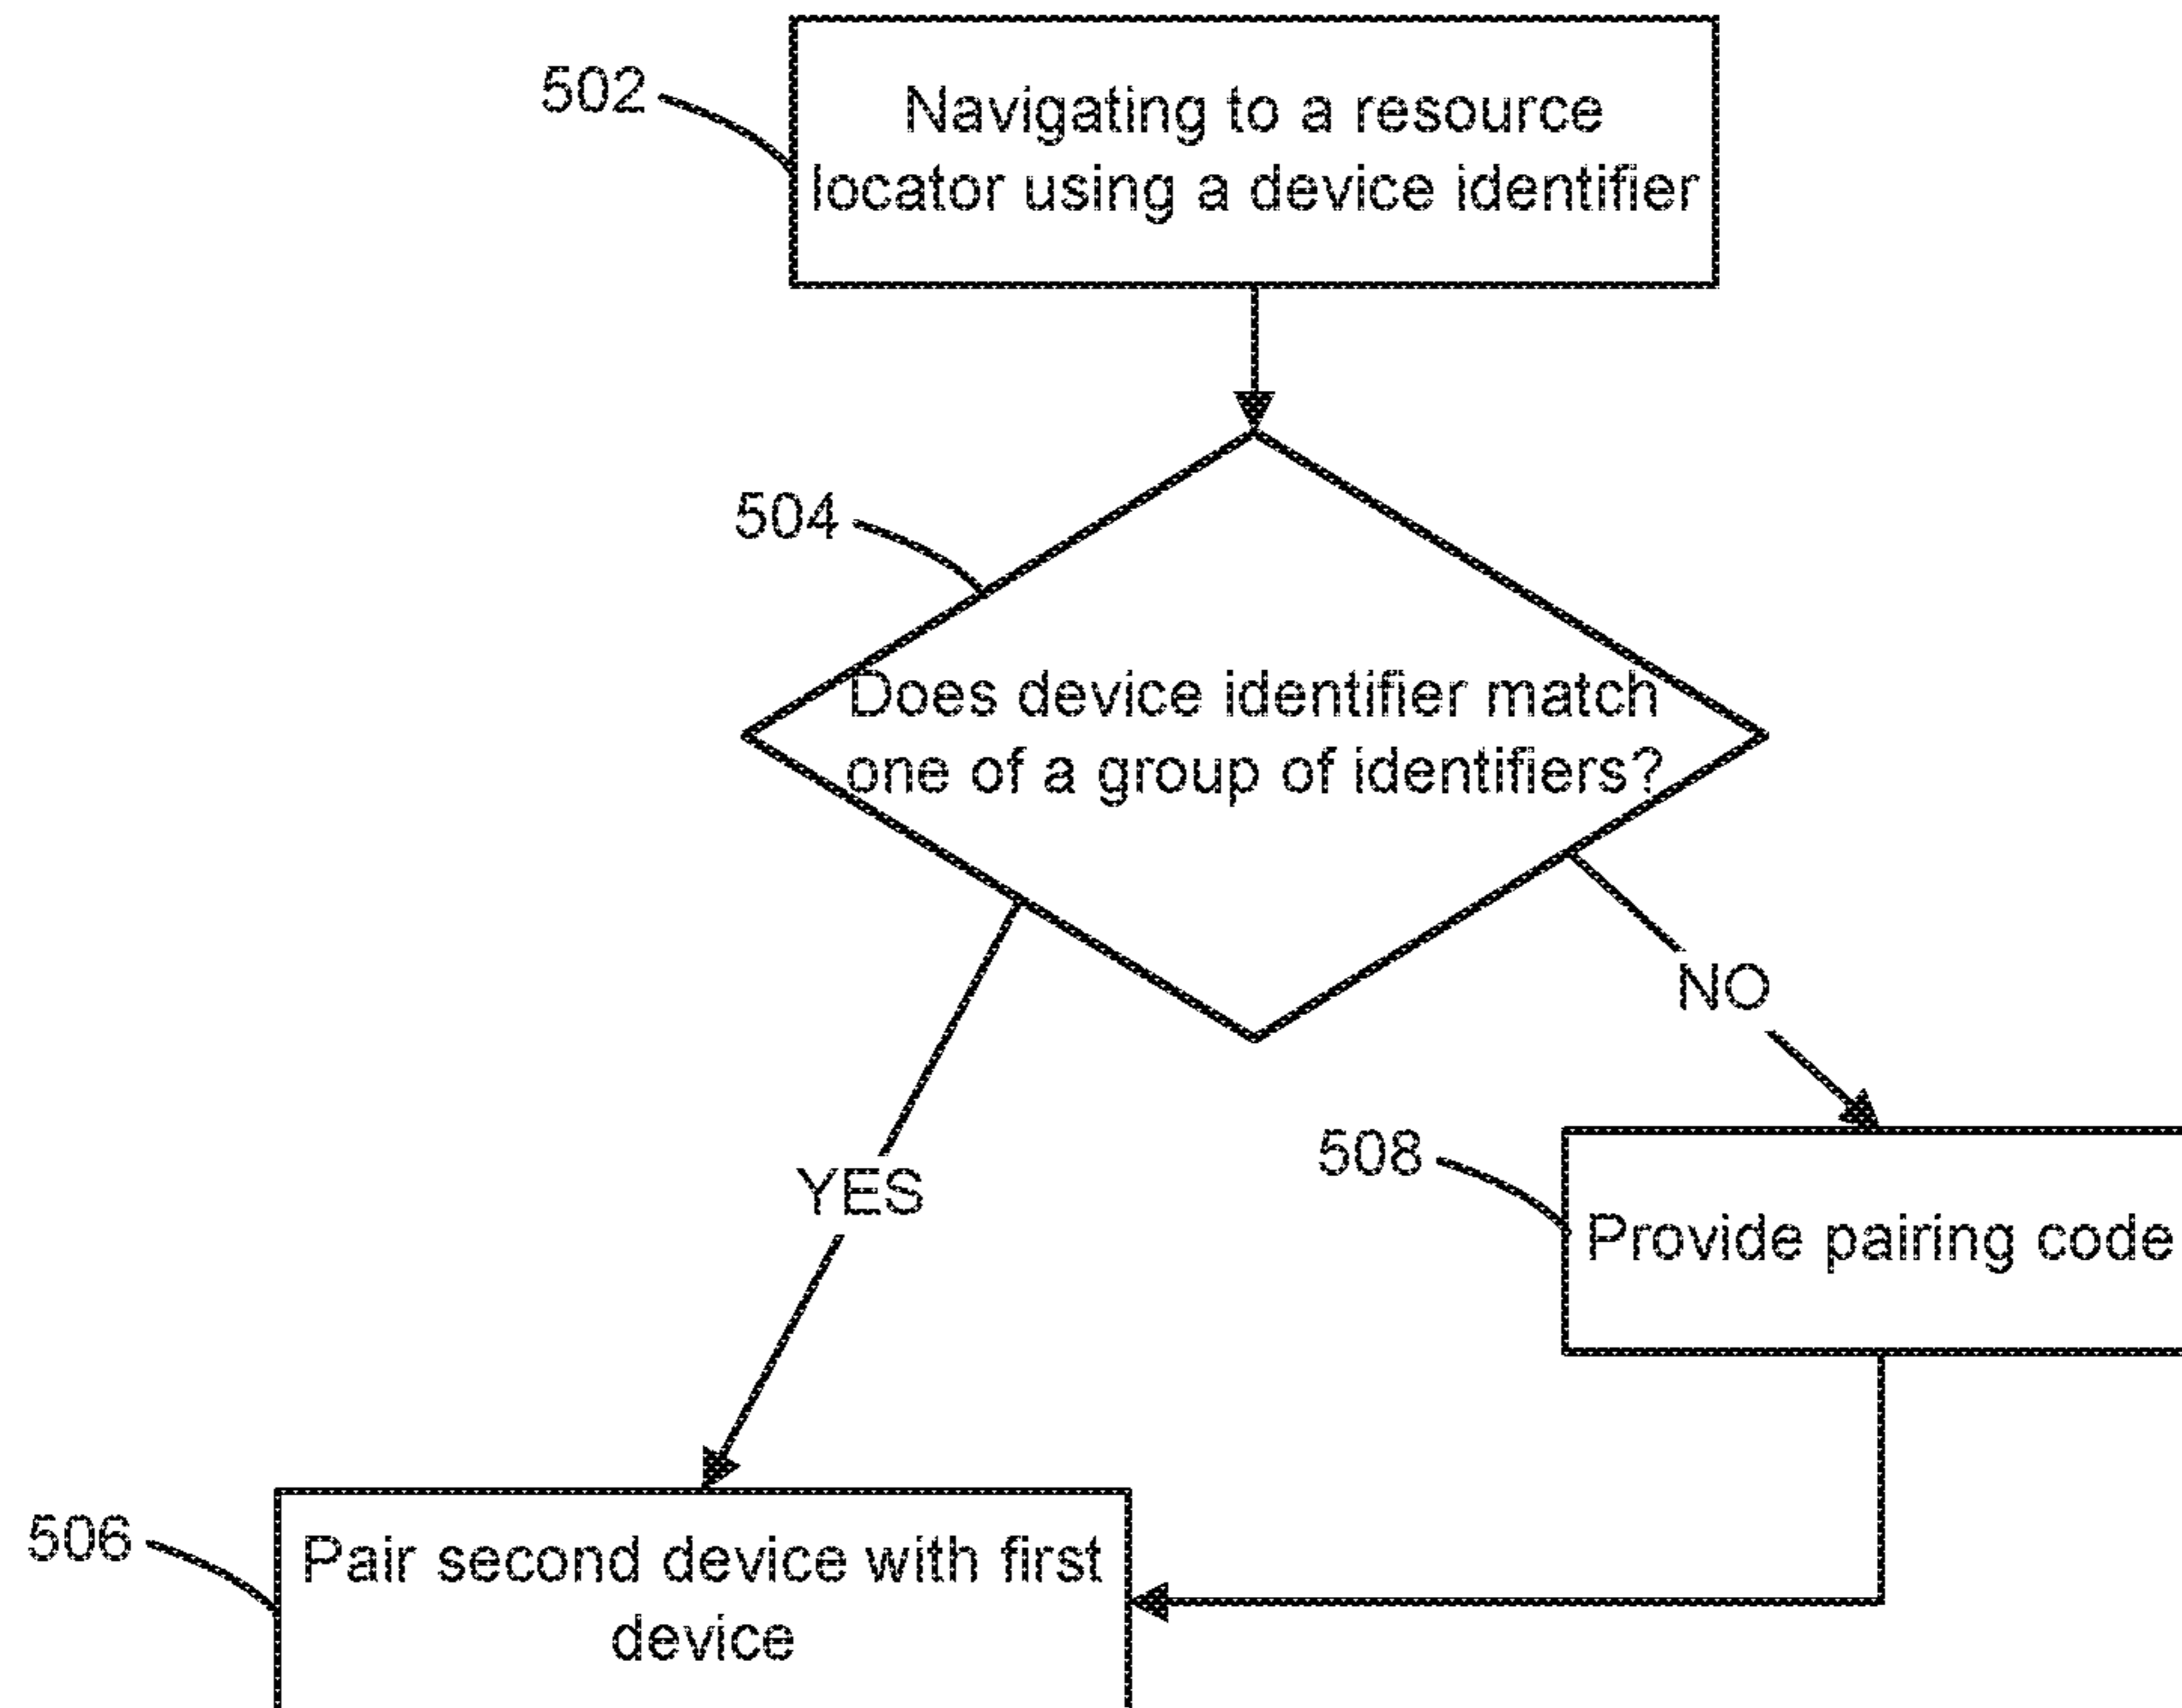 502
Navigating to a resource
locator using a device identifier
504
Does device identifier match
one of a group of identifiers?
NO
YES
508
Provide pairing code
506
Pair second device with first
device